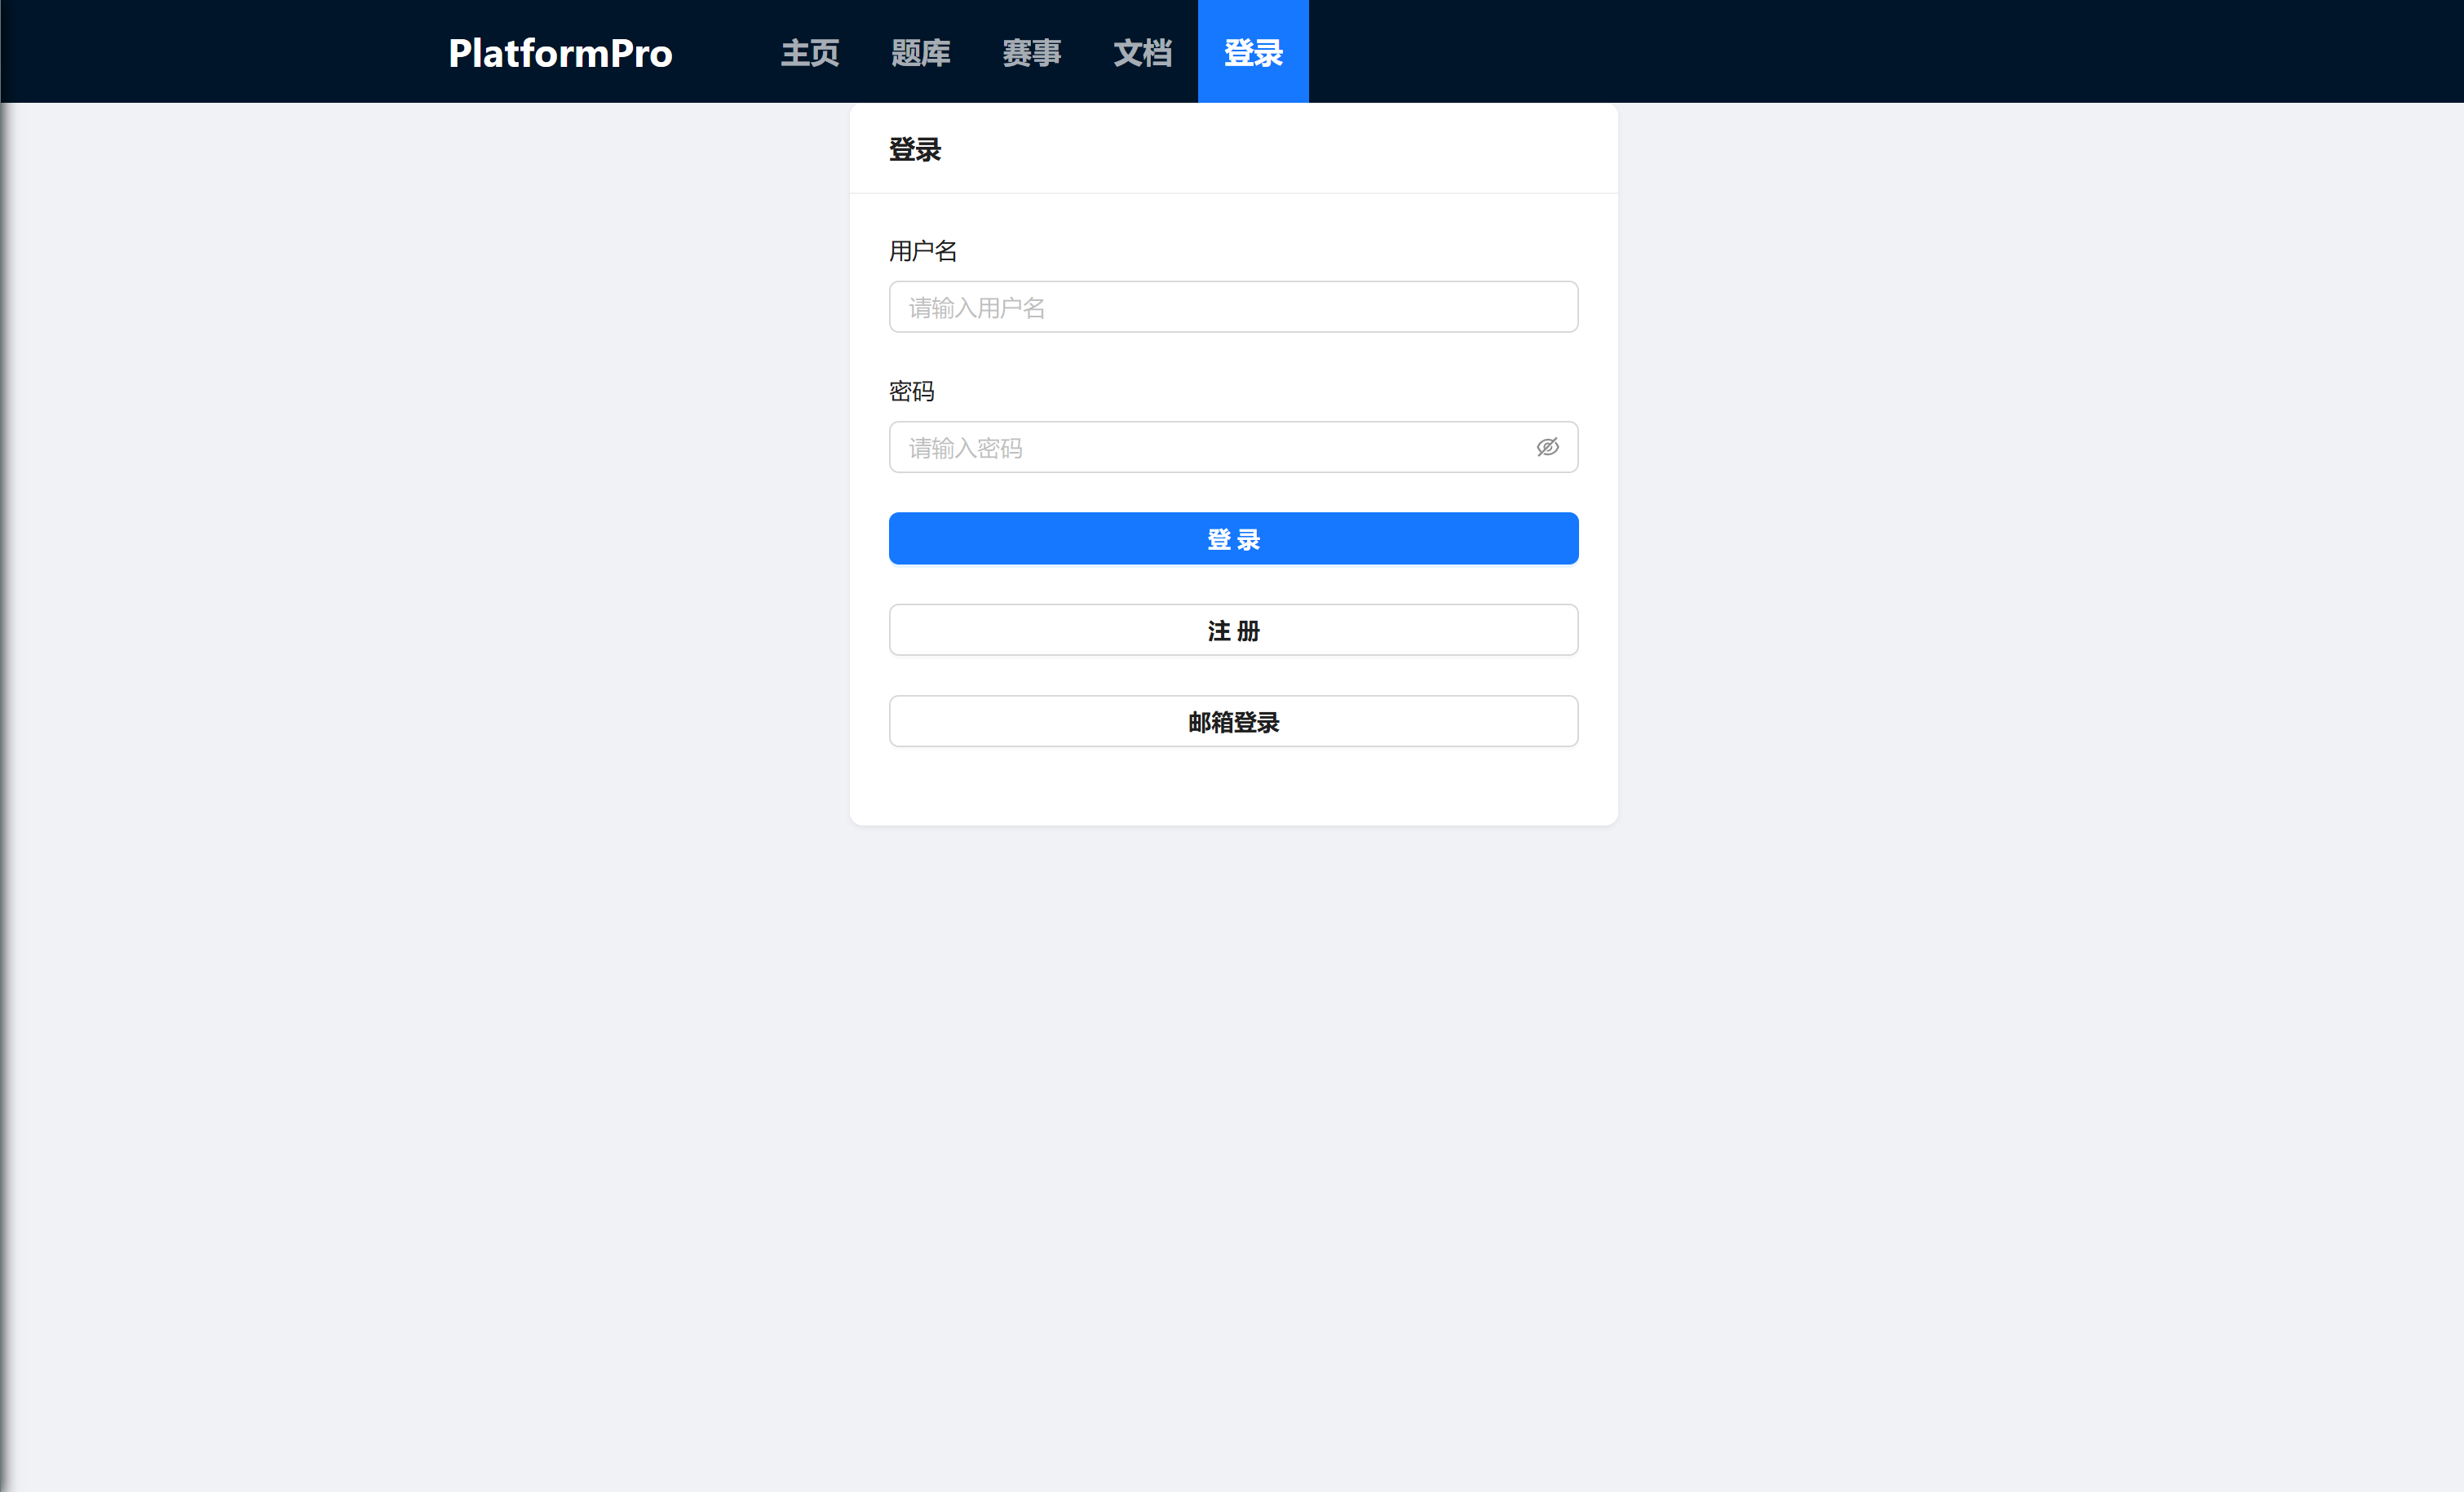 PlatformPro 主页 题库 赛事 文档 登录
登录
用户名
请输入用户名
密码
请输入密码
登 录
注 册
邮箱登录